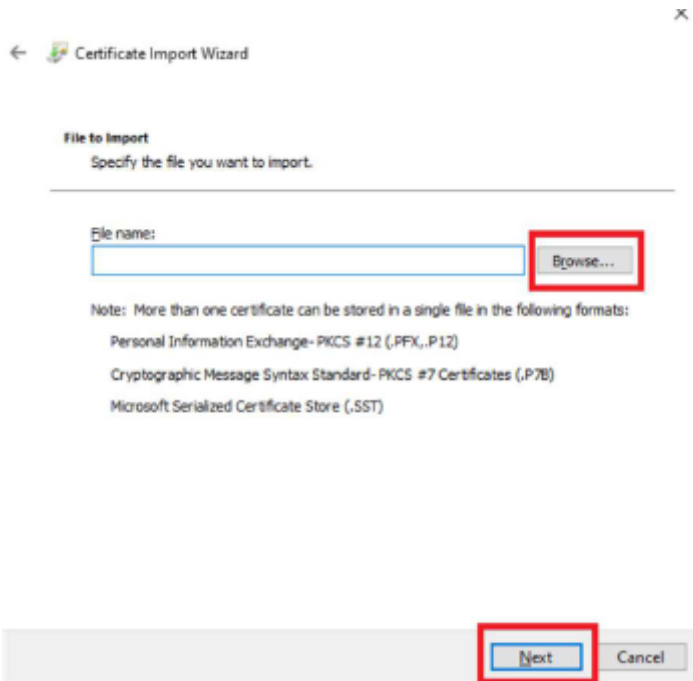 Certificate Import Wizard
File to Import
Specify the file you want to import.
File name:
Browse...
Note: More than one certificate can be stored in a single file in the following formats:
Personal Information Exchange- PKCS #12 (.PFX,.P12)
Cryptographic Message Syntax Standard- PKCS #7 Certificates (.P7B)
Microsoft Serialized Certificate Store (.SST)
Next Cancel